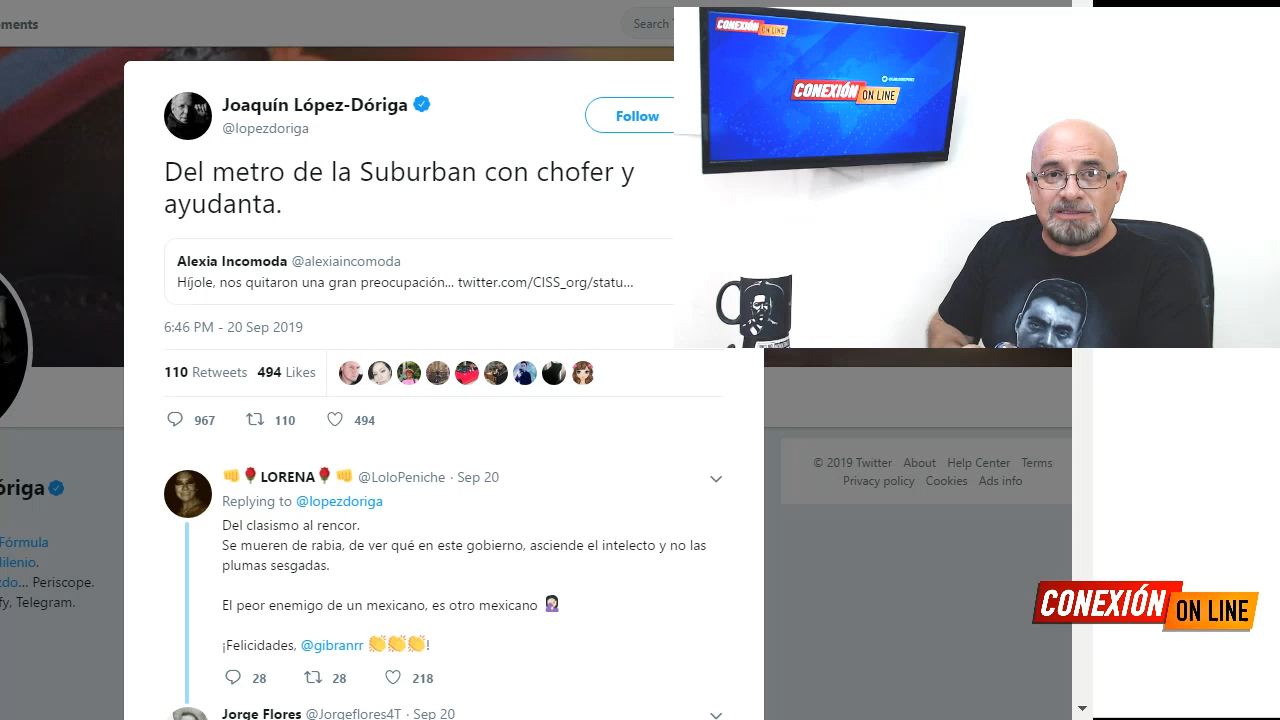 ments
Search
Joaquín López-Dóriga
@lopezdoriga
Follow
Del metro de la Suburban con chofer y
ayudanta.
Alexia Incomoda @alexiaincomoda
Híjole, nos quitaron una gran preocupación... twitter.com/CISS_org/statu...
6:46 PM - 20 Sep 2019
110 Retweets 494 Likes
967 110 494
👊🌹LORENA🌹👊 @LoloPeniche · Sep 20
Replying to @lopezdoriga
Del clasismo al rencor.
Se mueren de rabia, de ver qué en este gobierno, asciende el intelecto y no las
plumas sesgadas.
El peor enemigo de un mexicano, es otro mexicano 🤦🏻‍♀️
¡Felicidades, @gibranrr 👏👏👏!
28 28 218
Jorge Flores @Jorgeflores4T · Sep 20
óriga
Fórmula
ilenio.
zdo... Periscope.
fy, Telegram.
© 2019 Twitter About Help Center Terms
Privacy policy Cookies Ads info
CONEXIÓN ON LINE
CONEXIÓN ON LINE
CONEXIÓN ON LINE